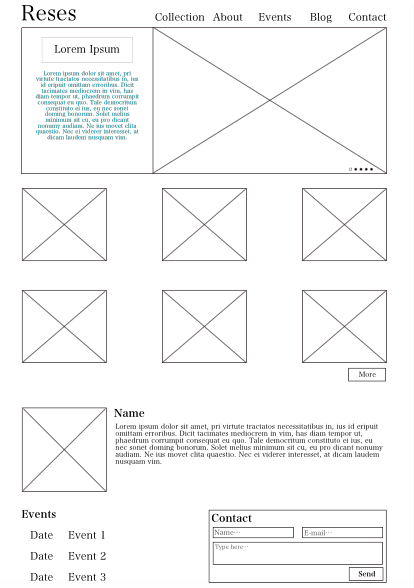 Reses
Collection About Events Blog Contact
Lorem Ipsum
Lorem ipsum dolor sit amet, pri
virtute tractatos necessitatibus in, ius
id eripuit omittam erroribus. Dicit
tacimates mediocrem in vim, has
diam tempor ut, phaedrum corrumpit
consequat eu quo. Tale democritum
constituto ei ius, eu nec sonet
doming bonorum. Solet melius
minimum sit cu, eu pro dicant
nonumy audiam. Ne ius movet clita
quaestio. Nec ei viderer interesset, at
diam laudem nusquam vim.
More
Name
Lorem ipsum dolor sit amet, pri virtute tractatos necessitatibus in, ius id eripuit
omittam erroribus. Dicit tacimates mediocrem in vim, has diam tempor ut,
phaedrum corrumpit consequat eu quo. Tale democritum constituto ei ius, eu
nec sonet doming bonorum. Solet melius minimum sit cu, eu pro dicant nonumy
audiam. Ne ius movet clita quaestio. Nec ei viderer interesset, at diam laudem
nusquam vim.
Events
Date Event 1
Date Event 2
Date Event 3
Contact
Name… E-mail…
Type here…
Send